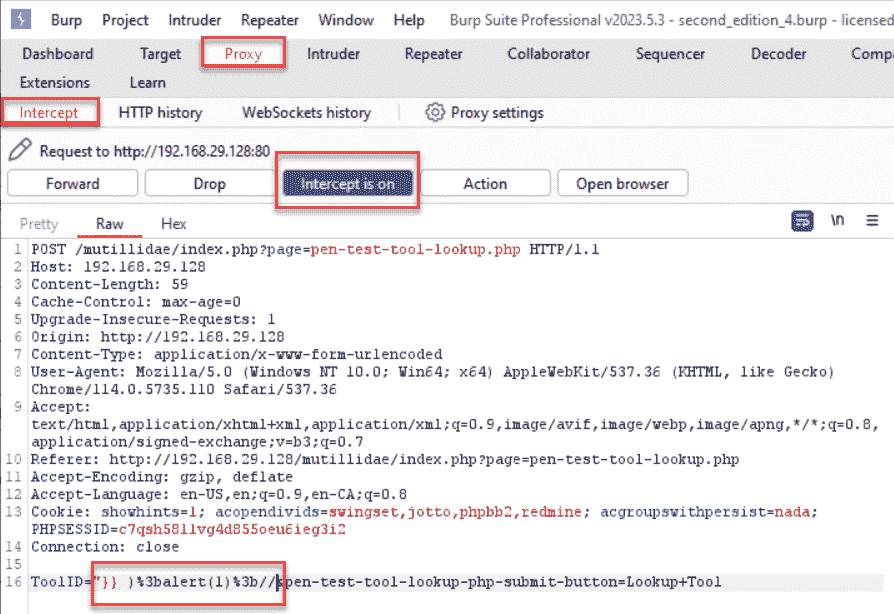 Burp Project Intruder Repeater Window Help Burp Suite Professional v2023.5.3 - second_edition_4.burp - licensed
Dashboard Target Proxy Intruder Repeater Collaborator Sequencer Decoder Comp
Extensions Learn
Intercept HTTP history WebSockets history Proxy settings
Request to http://192.168.29.128:80
Forward Drop Intercept is on Action Open browser
Pretty Raw Hex \n
1 POST /mutillidae/index.php?page=pen-test-tool-lookup.php HTTP/1.1
2 Host: 192.168.29.128
3 Content-Length: 59
4 Cache-Control: max-age=0
5 Upgrade-Insecure-Requests: 1
6 Origin: http://192.168.29.128
7 Content-Type: application/x-www-form-urlencoded
8 User-Agent: Mozilla/5.0 (Windows NT 10.0; Win64; x64) AppleWebKit/537.36 (KHTML, like Gecko)
Chrome/114.0.5735.110 Safari/537.36
9 Accept:
text/html,application/xhtml+xml,application/xml;q=0.9,image/avif,image/webp,image/apng,*/*;q=0.8,
application/signed-exchange;v=b3;q=0.7
10 Referer: http://192.168.29.128/mutillidae/index.php?page=pen-test-tool-lookup.php
11 Accept-Encoding: gzip, deflate
12 Accept-Language: en-US,en;q=0.9,en-CA;q=0.8
13 Cookie: showhints=1; acopendivids=swingset,jotto,phpbb2,redmine; acgroupswithpersist=nada;
PHPSESSID=c7qsh5811vg4d855oeu6ieg3i2
14 Connection: close
15
16 ToolID="}} )%3balert(1)%3b//&pen-test-tool-lookup-php-submit-button=Lookup+Tool